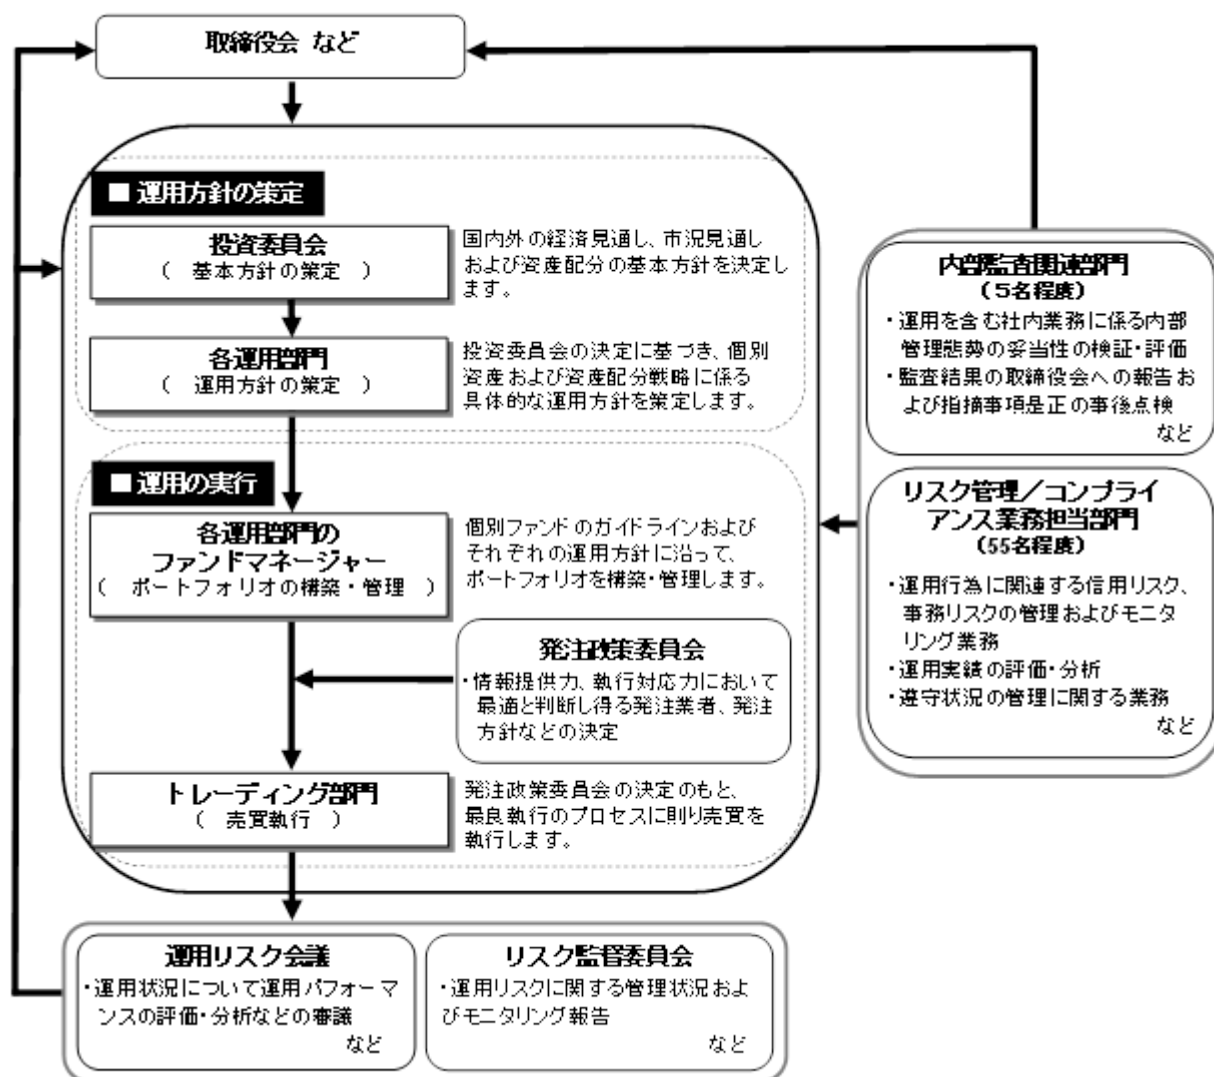 取締役会 など
■ 運用方針の策定
投資委員会
( 基本方針の策定 )
国内外の経済見通し、市況見通し
および資産配分の基本方針を決定し
ます。
各運用部門
( 運用方針の策定 )
投資委員会の決定に基づき、個別
資産および資産配分戦略に係る
具体的な運用方針を策定します。
■ 運用の実行
各運用部門の
ファンドマネージャー
( ポートフォリオの構築・管理 )
個別ファンドのガイドラインおよび
それぞれの運用方針に沿って、
ポートフォリオを構築・管理します。
発注政策委員会
・情報提供力、執行対応力において
最適と判断し得る発注業者、発注
方針などの決定
トレーディング部門
( 売買執行 )
発注政策委員会の決定のもと、
最良執行のプロセスに則り売買を
執行します。
内部監査関連部門
(5名程度)
・運用を含む社内業務に係る内部
管理態勢の妥当性の検証・評価
・監査結果の取締役会への報告お
よび指摘事項是正の事後点検
など
リスク管理/コンプライ
アンス業務担当部門
(55名程度)
・運用行為に関連する信用リスク、
事務リスクの管理およびモニタ
リング業務
・運用実績の評価・分析
・遵守状況の管理に関する業務
など
運用リスク会議
・運用状況について運用パフォーマ
ンスの評価・分析などの審議
など
リスク監督委員会
・運用リスクに関する管理状況およ
びモニタリング報告
など